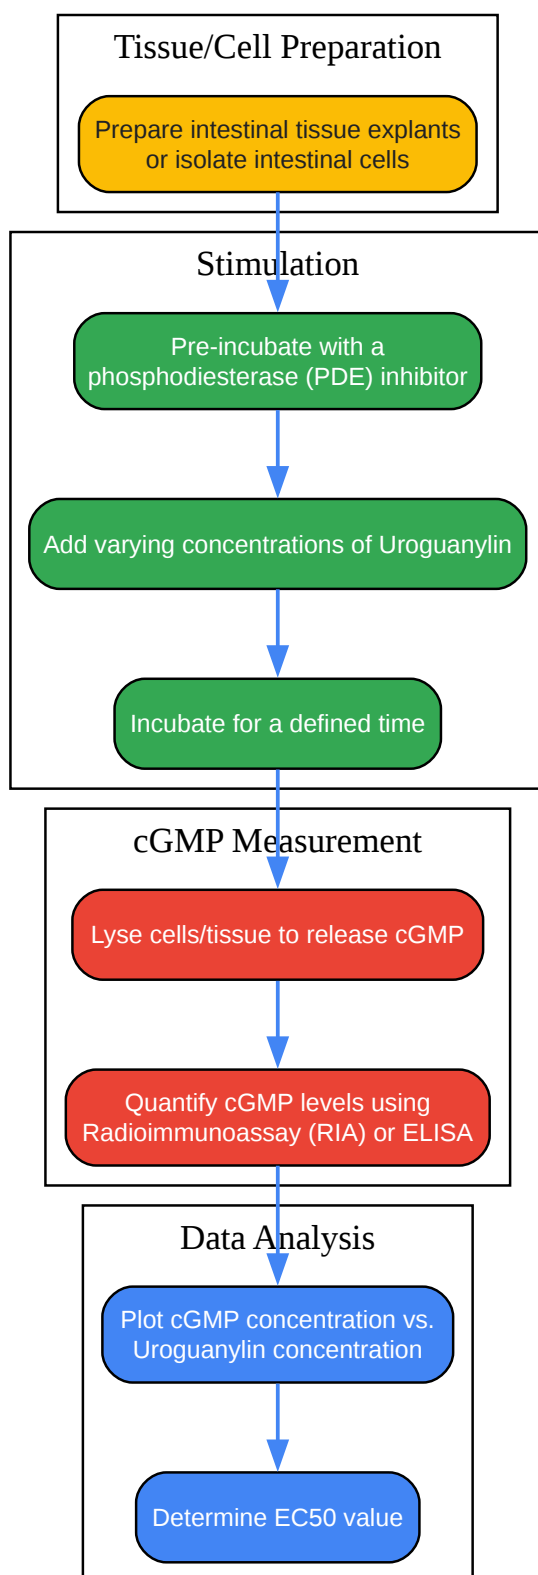 Tissue/Cell Preparation
Prepare intestinal tissue explants
or isolate intestinal cells
Stimulation
Pre-incubate with a
phosphodiesterase (PDE) inhibitor
Add varying concentrations of Uroguanylin
Incubate for a defined time
cGMP Measurement
Lyse cells/tissue to release cGMP
Quantify cGMP levels using
Radioimmunoassay (RIA) or ELISA
Data Analysis
Plot cGMP concentration vs.
Uroguanylin concentration
Determine EC50 value